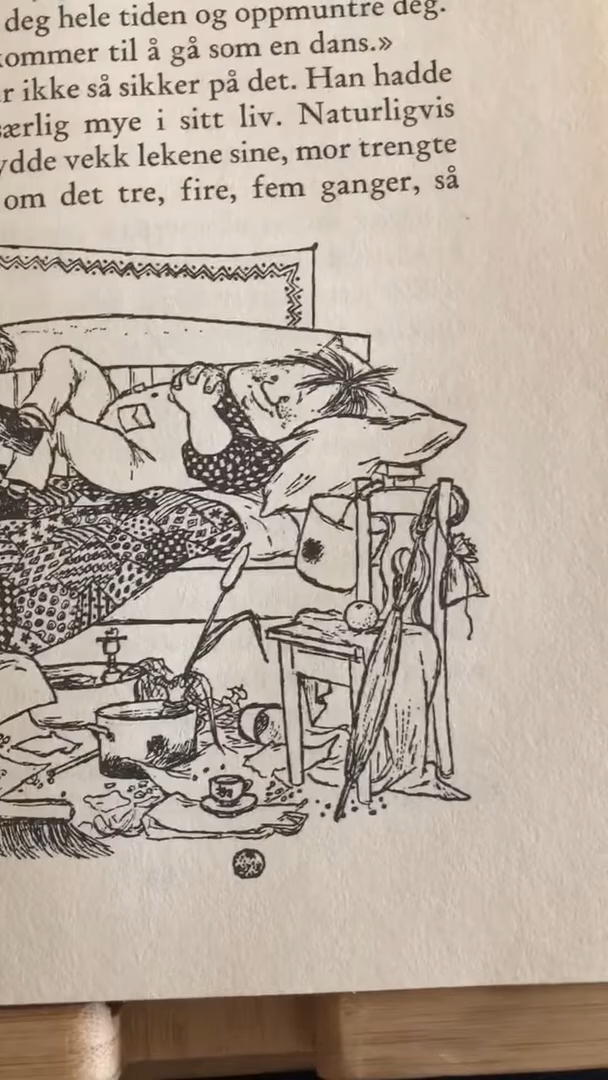 deg hele tiden og oppmuntre deg.
kommer til å gå som en dans.»
r ikke så sikker på det. Han hadde
særlig mye i sitt liv. Naturligvis
ydde vekk lekene sine, mor trengte
om det tre, fire, fem ganger, så